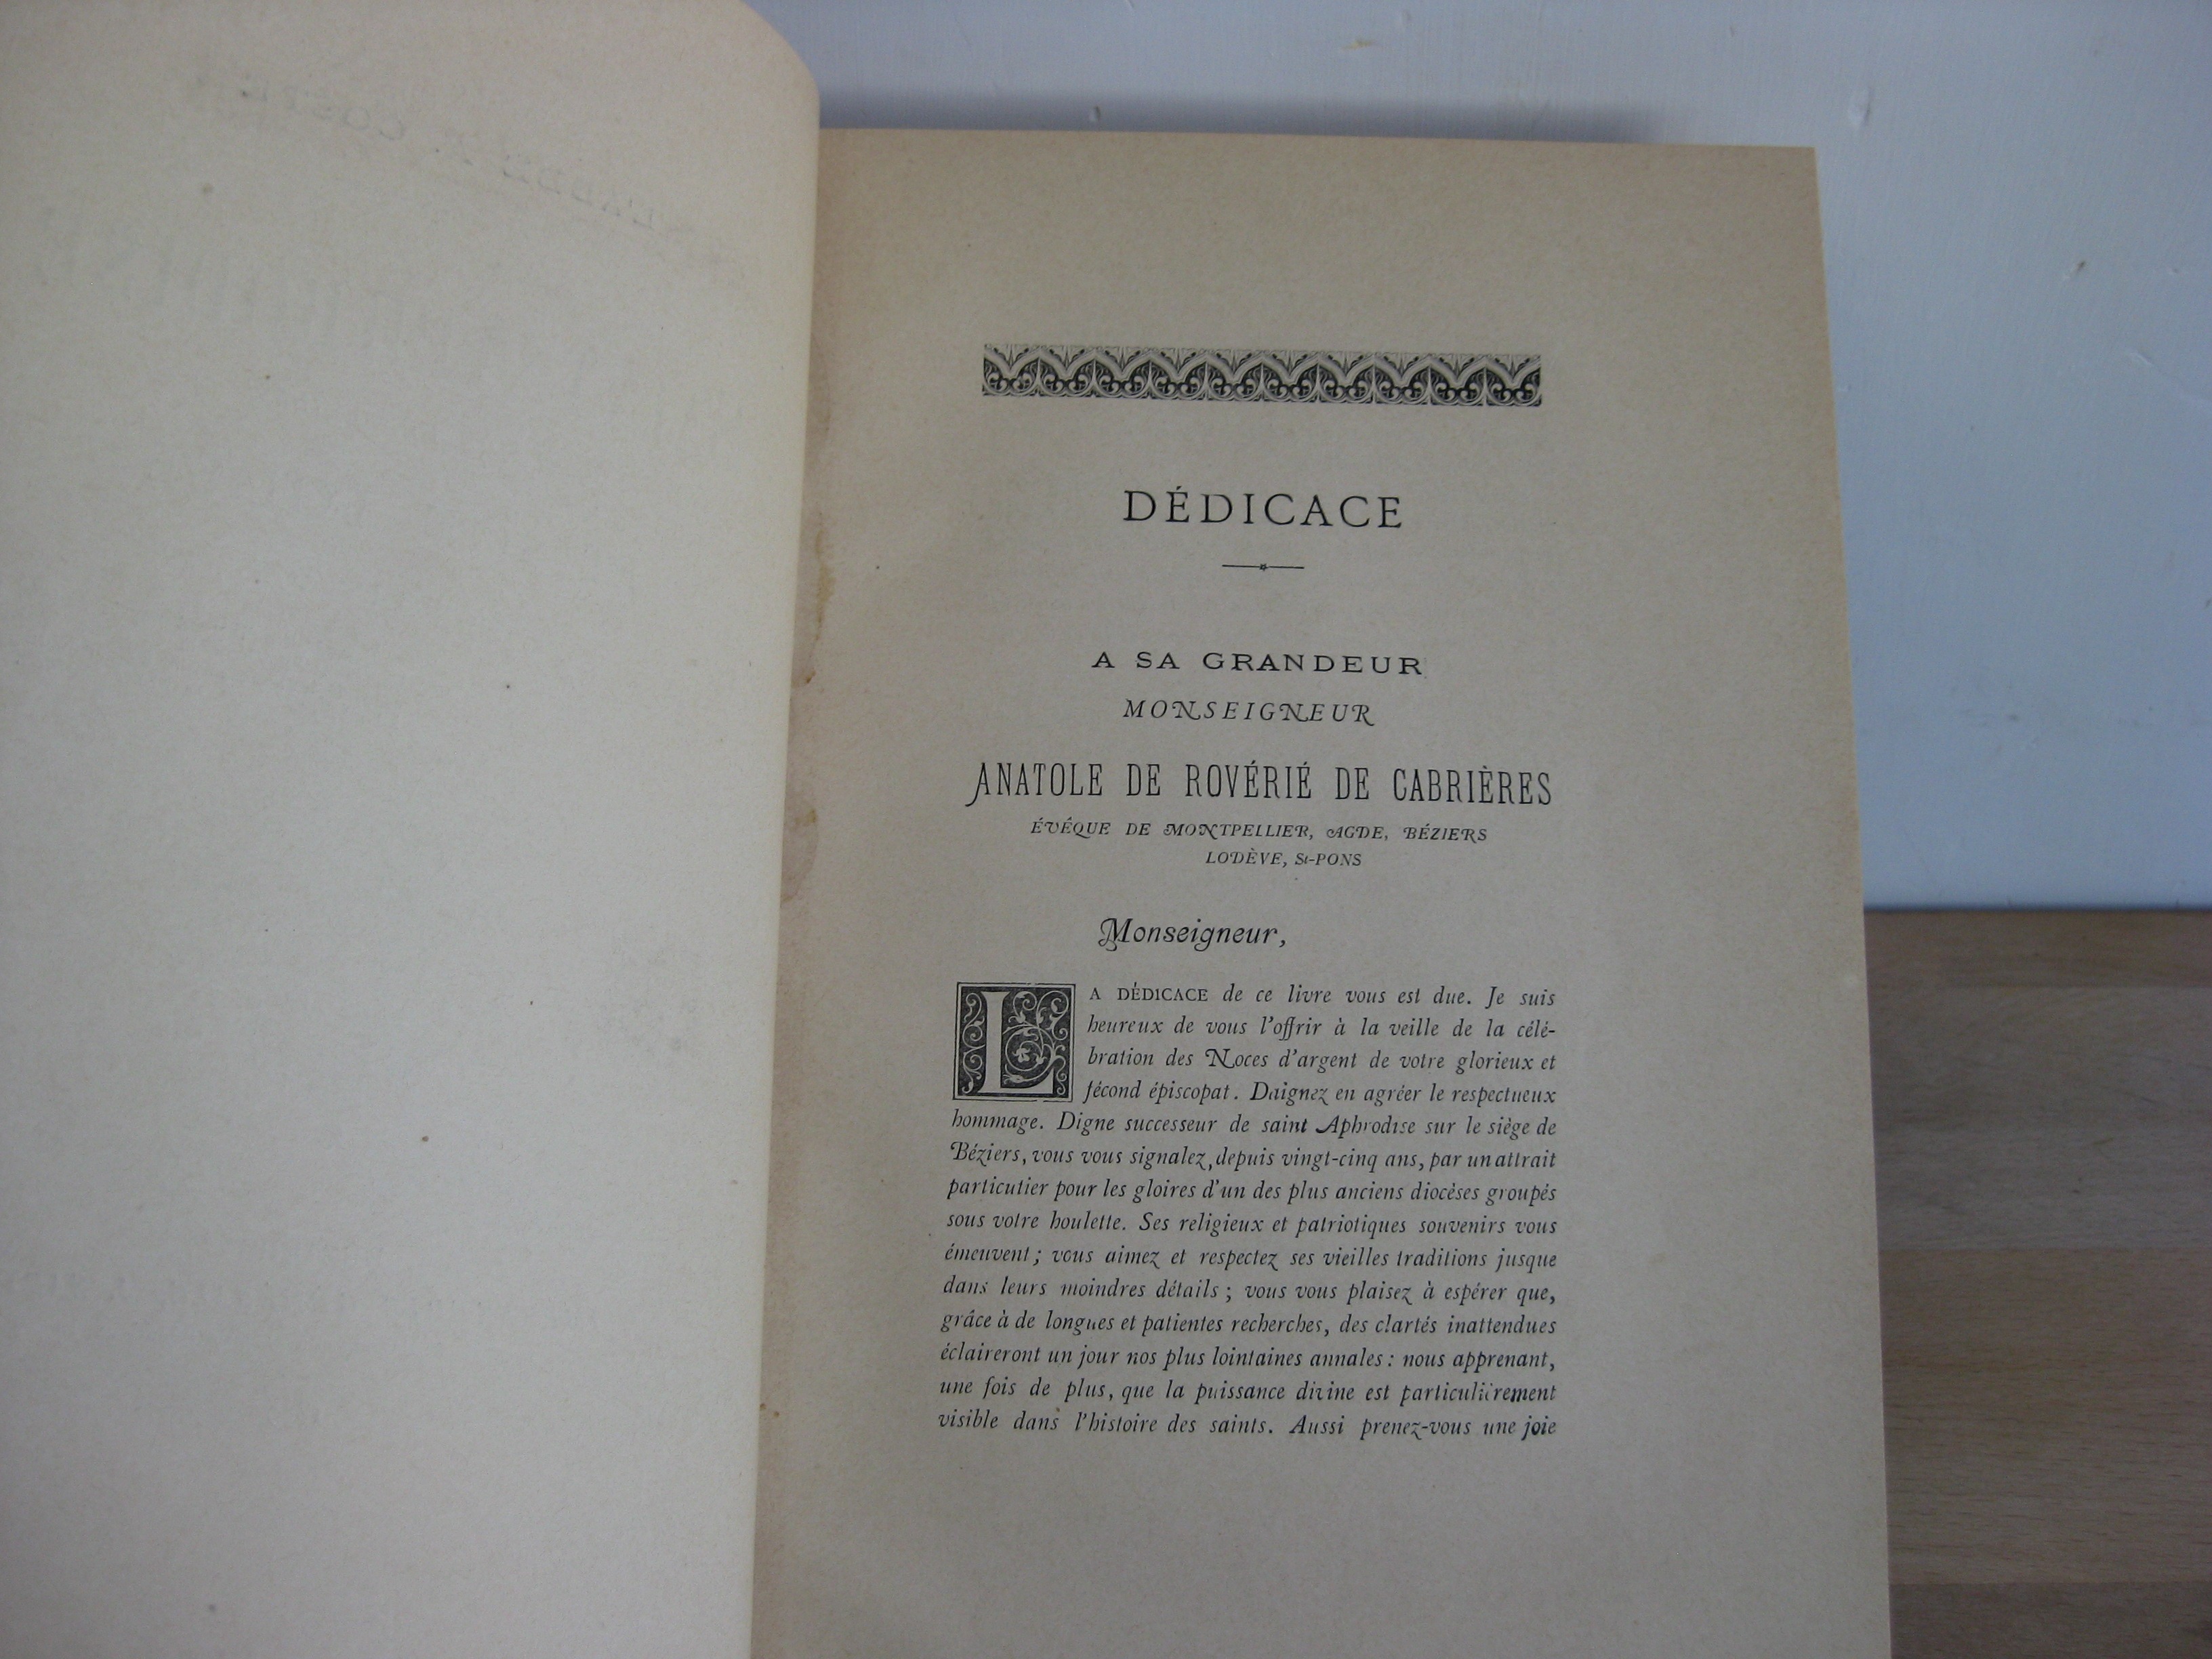 DÉDICACE
A SA GRANDEUR
MONSEIGNEUR
ANATOLE DE ROVÉRIÉ DE CABRIÈRES
ÉVÊQUE DE MONTPELLIER, AGDE, BÉZIERS
LODÈVE, St-PONS
Monseigneur,
LA DÉDICACE de ce livre vous est due. Je suis
heureux de vous l'offrir à la veille de la célé-
bration des Noces d'argent de votre glorieux et
fécond épiscopat. Daignez en agréer le respectueux
hommage. Digne successeur de saint Aphrodise sur le siège de
Béziers, vous vous signalez, depuis vingt-cinq ans, par un attrait
particulier pour les gloires d'un des plus anciens diocèses groupés
sous votre houlette. Ses religieux et patriotiques souvenirs vous
émeuvent ; vous aimez et respectez ses vieilles traditions jusque
dans leurs moindres détails ; vous vous plaisez à espérer que,
grâce à de longues et patientes recherches, des clartés inattendues
éclaireront un jour nos plus lointaines annales : nous apprenant,
une fois de plus, que la puissance divine est particulièrement
visible dans l'histoire des saints. Aussi prenez-vous une joie